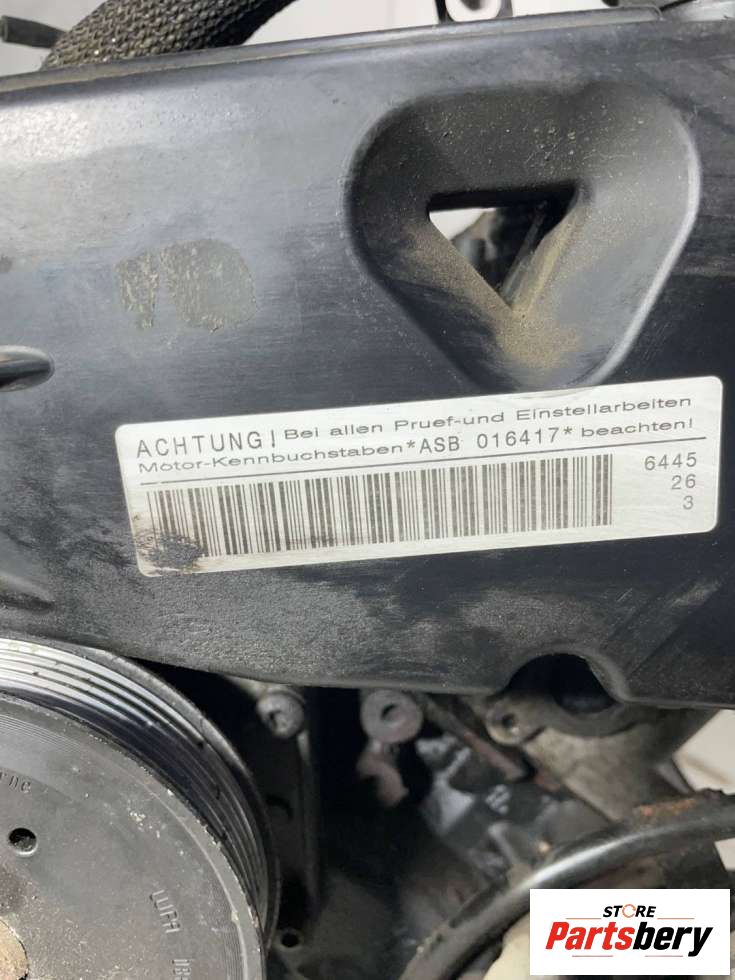 ACHTUNG! Bei allen Pruef-und Einstellarbeiten
Motor-Kennbuchstaben *ASB 016417* beachten!
6445
26
3
STORE
Partsbery